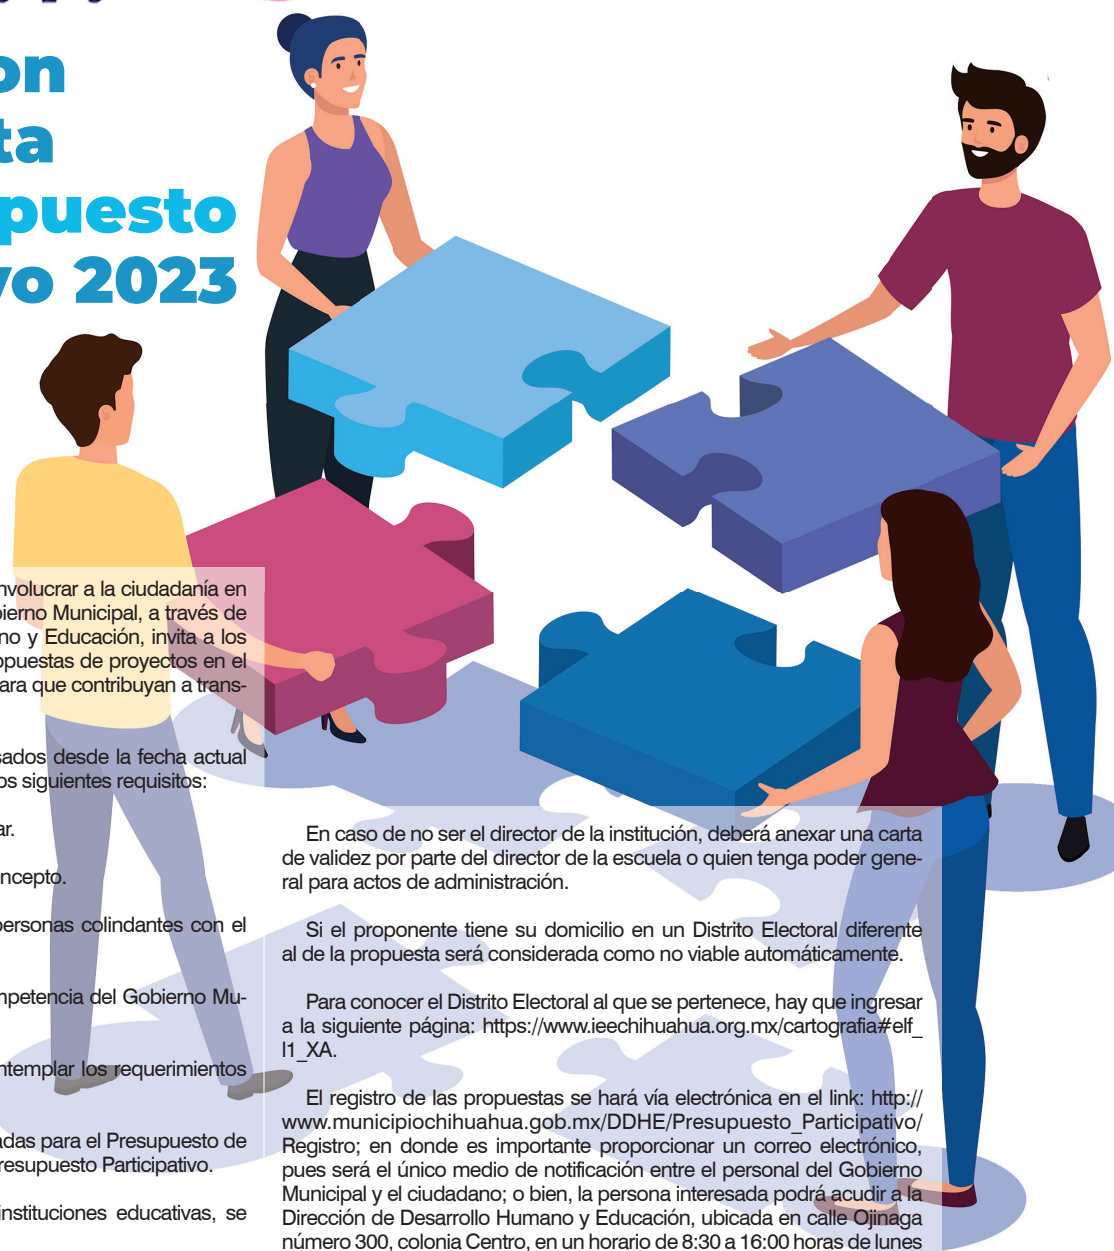 on
ta
puesto
vo 2023
nvolucrar a la ciudadanía en
bierno Municipal, a través de
no y Educación, invita a los
opuestas de proyectos en el
ara que contribuyan a trans-
sados desde la fecha actual
os siguientes requisitos:
ar.
ncepto.
personas colindantes con el
mpetencia del Gobierno Mu-
ntemplar los requerimientos
adas para el Presupuesto de
resupuesto Participativo.
instituciones educativas, se
En caso de no ser el director de la institución, deberá anexar una carta
de validez por parte del director de la escuela o quien tenga poder gene-
ral para actos de administración.
Si el proponente tiene su domicilio en un Distrito Electoral diferente
al de la propuesta será considerada como no viable automáticamente.
Para conocer el Distrito Electoral al que se pertenece, hay que ingresar
a la siguiente página: https://www.ieechihuahua.org.mx/cartografia#elf_
l1_XA.
El registro de las propuestas se hará vía electrónica en el link: http://
www.municipiochihuahua.gob.mx/DDHE/Presupuesto_Participativo/
Registro; en donde es importante proporcionar un correo electrónico,
pues será el único medio de notificación entre el personal del Gobierno
Municipal y el ciudadano; o bien, la persona interesada podrá acudir a la
Dirección de Desarrollo Humano y Educación, ubicada en calle Ojinaga
número 300, colonia Centro, en un horario de 8:30 a 16:00 horas de lunes